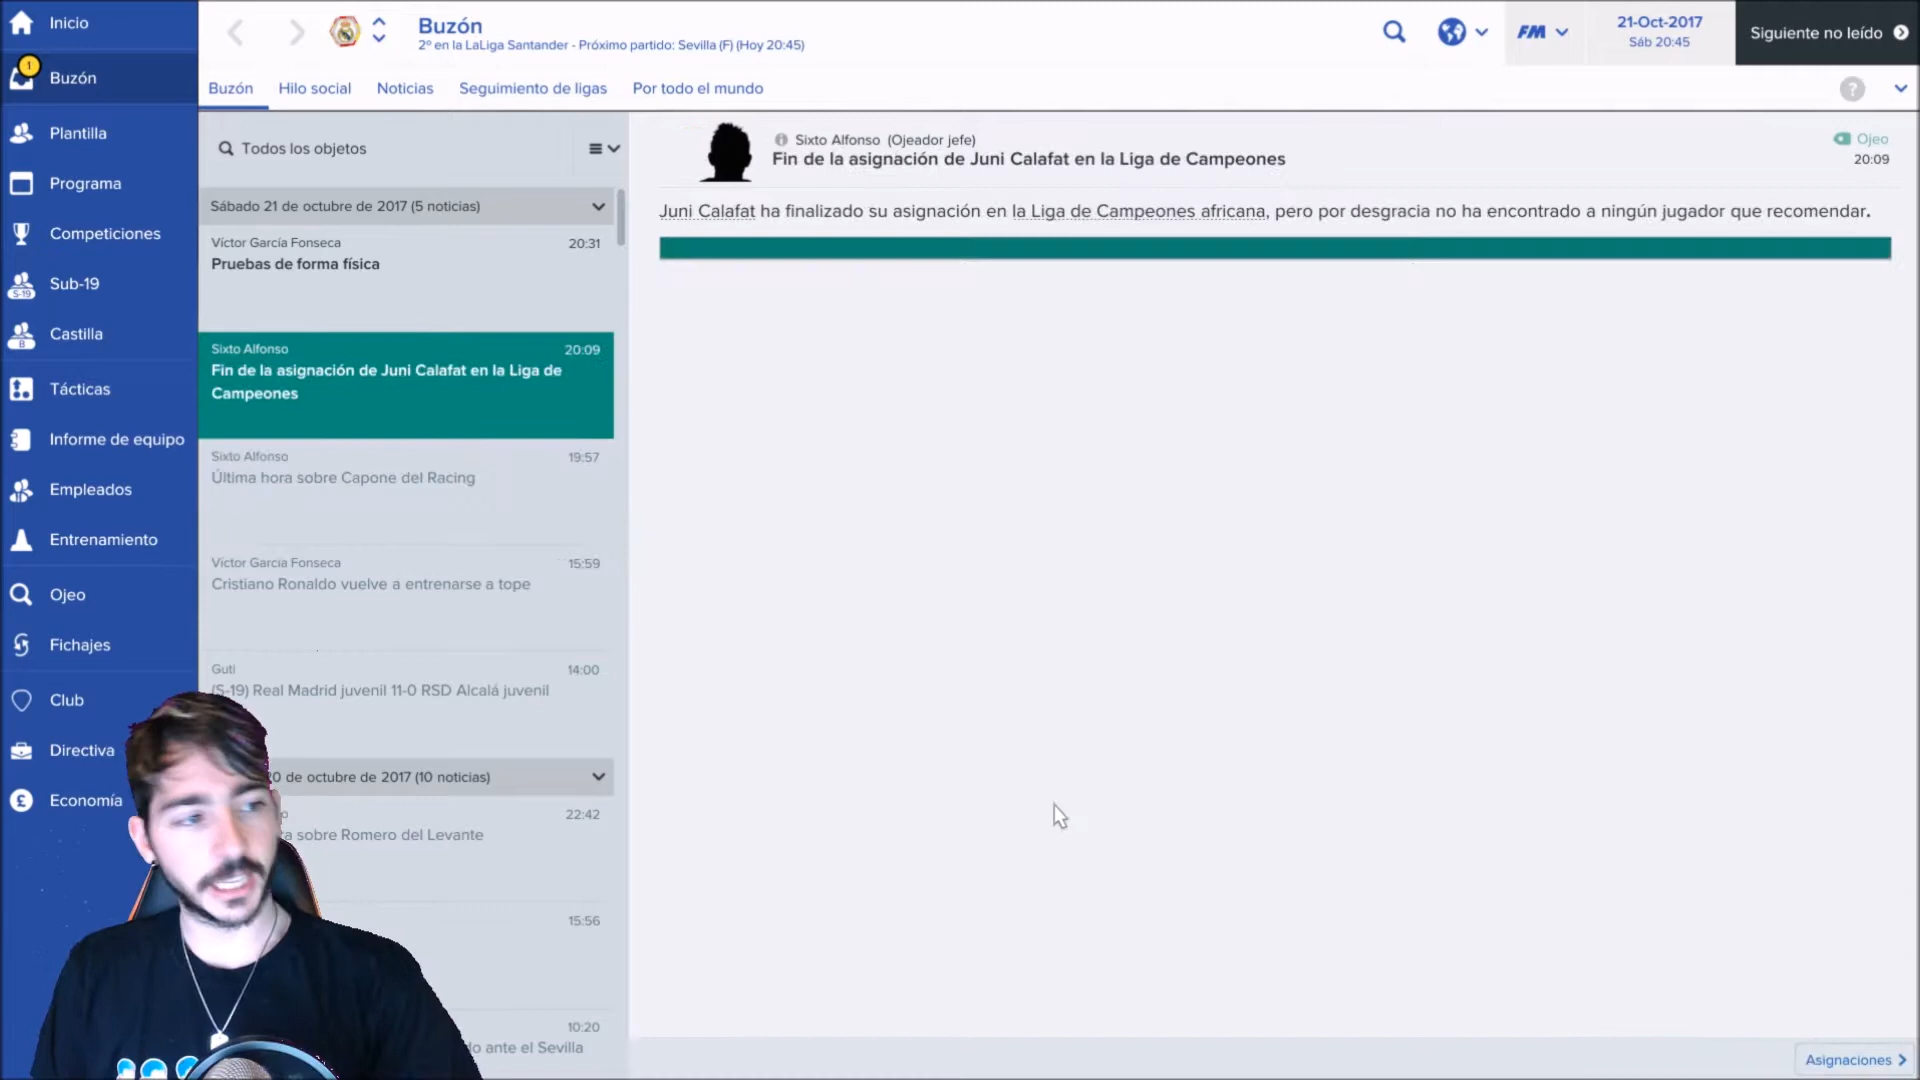 Inicio
1
Buzón
Plantilla
Programa
Competiciones
S-19
Sub-19
B
Castilla
Tácticas
Informe de equipo
Empleados
Entrenamiento
Ojeo
Fichajes
Club
Directiva
£
Economía
Buzón
2º en la LaLiga Santander - Próximo partido: Sevilla (F) (Hoy 20:45)
FM
21-Oct-2017
Sáb 20:45
Siguiente no leído
Buzón
Hilo social
Noticias
Seguimiento de ligas
Por todo el mundo
?
Todos los objetos
Sábado 21 de octubre de 2017 (5 noticias)
Víctor García Fonseca 20:31
Pruebas de forma física
Sixto Alfonso 20:09
Fin de la asignación de Juni Calafat en la Liga de
Campeones
Sixto Alfonso 19:57
Última hora sobre Capone del Racing
Víctor García Fonseca 15:59
Cristiano Ronaldo vuelve a entrenarse a tope
Guti 14:00
(S-19) Real Madrid juvenil 11-0 RSD Alcalá juvenil
20 de octubre de 2017 (10 noticias)
22:42
sobre Romero del Levante
15:56
10:20
ante el Sevilla
Sixto Alfonso (Ojeador jefe)
Fin de la asignación de Juni Calafat en la Liga de Campeones
Ojeo
20:09
Juni Calafat ha finalizado su asignación en la Liga de Campeones africana, pero por desgracia no ha encontrado a ningún jugador que recomendar.
Asignaciones